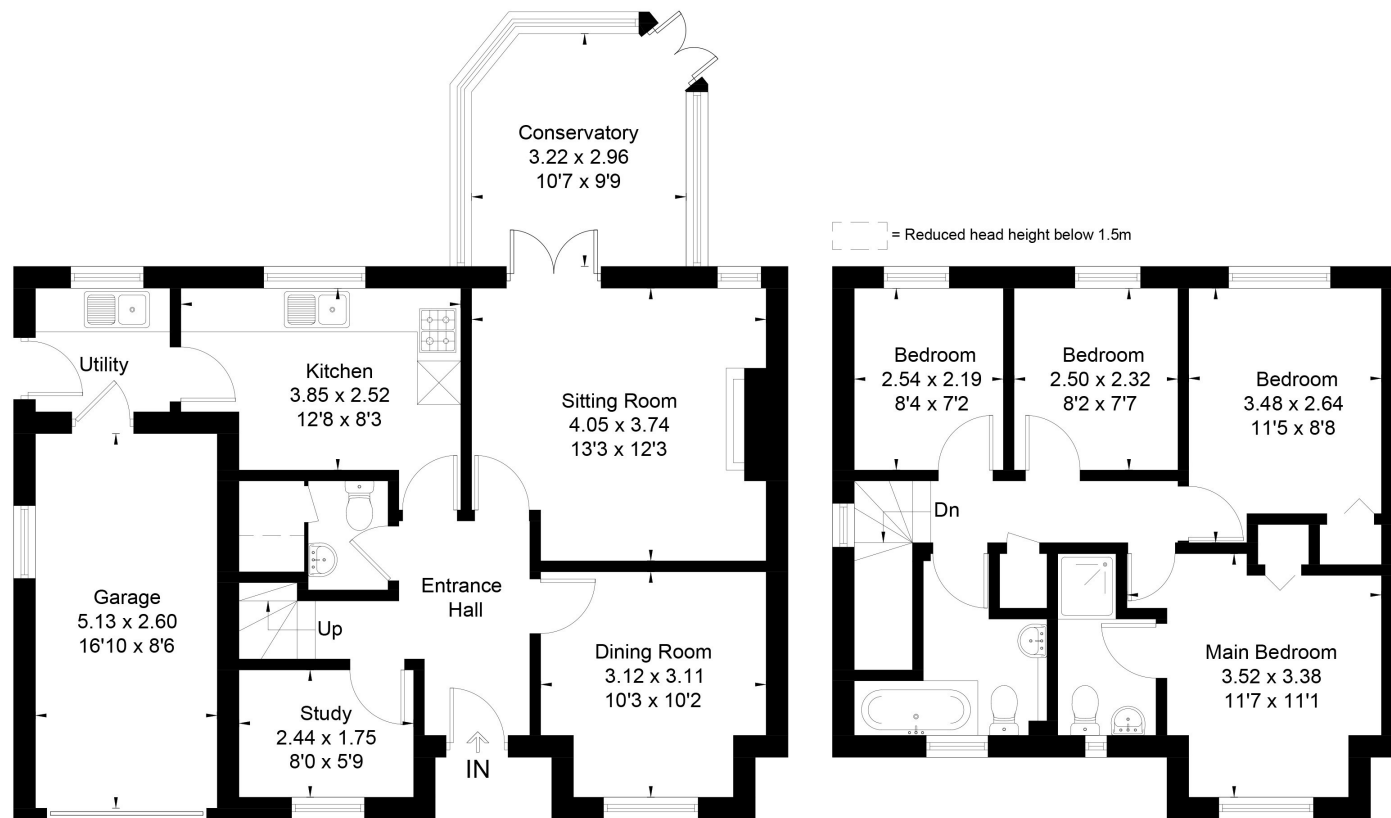 Conservatory
3.22 x 2.96
10'7 x 9'9
Utility
Kitchen
3.85 x 2.52
12'8 x 8'3
Sitting Room
4.05 x 3.74
13'3 x 12'3
Garage
5.13 x 2.60
16'10 x 8'6
Entrance
Hall
Up
Dining Room
3.12 x 3.11
10'3 x 10'2
Study
2.44 x 1.75
8'0 x 5'9
IN
= Reduced head height below 1.5m
Bedroom
2.54 x 2.19
8'4 x 7'2
Bedroom
2.50 x 2.32
8'2 x 7'7
Bedroom
3.48 x 2.64
11'5 x 8'8
Dn
Main Bedroom
3.52 x 3.38
11'7 x 11'1